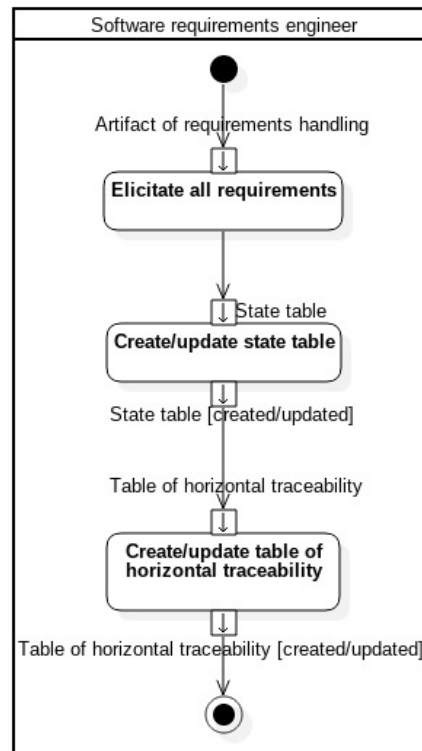 Software requirements engineer
Artifact of requirements handling
Elicitate all requirements
State table
Create/update state table
State table [created/updated]
Table of horizontal traceability
Create/update table of
horizontal traceability
Table of horizontal traceability [created/updated]